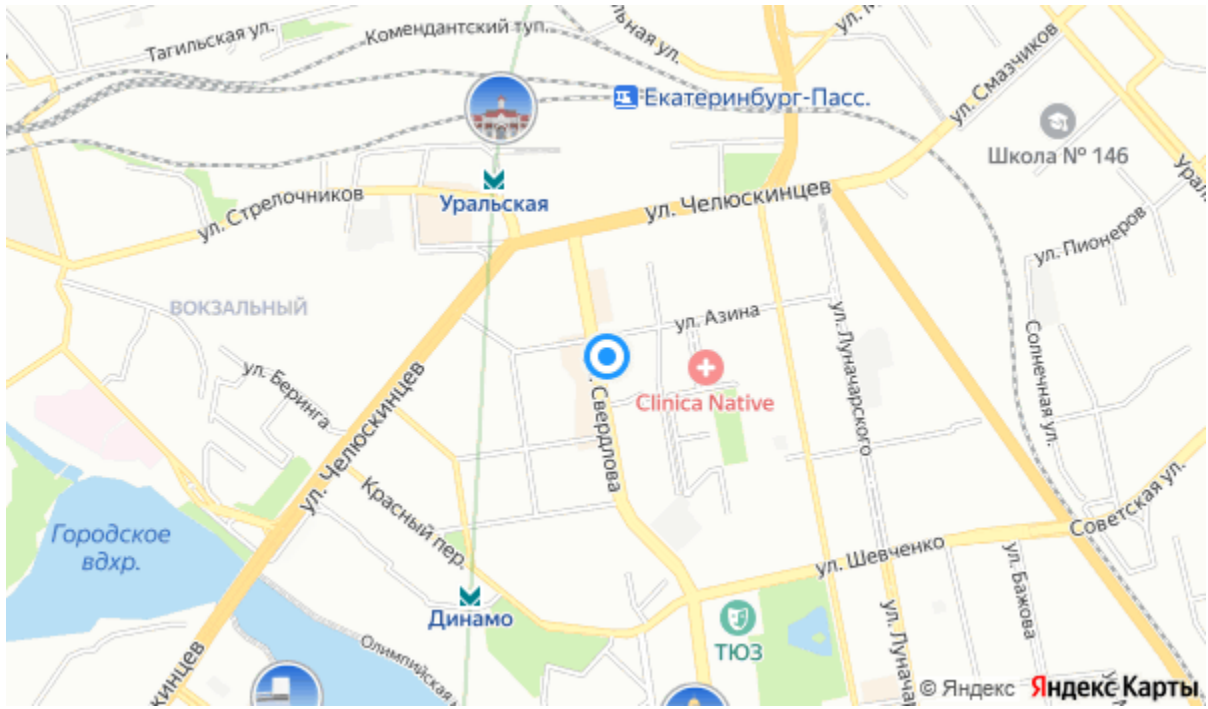 Тагильская ул.
Комендантский туп.
льная ул.
Екатеринбург-Пасс.
ул. Смазчиков
Школа № 146
Уральская
ул. Стрелочников
ул. Челюскинцев
ул. Пионеров
ВОКЗАЛЬНЫЙ
ул. Азина
ул. Луначарского
Солнечная ул.
ул. Беринга
ул. Челюскинцев
Clinica Native
Свердлова
Красный пер.
Городское
вдхр.
Советская ул.
ул. Шевченко
ул. Бажова
Динамо
ТЮЗ
Олимпийская
ул. Луначар
нцев
© Яндекс Яндекс Карты